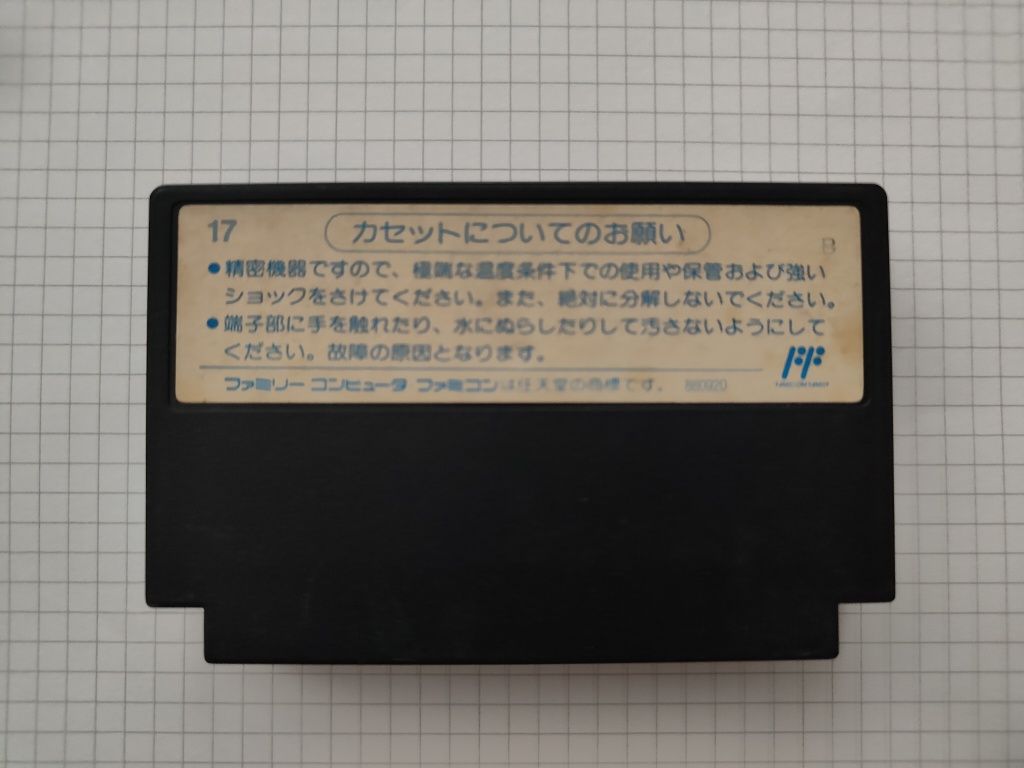 17
カセットについてのお願い
B
●精密機器ですので、極端な温度条件下での使用や保管および強い
ショックをさけてください。また、絶対に分解しないでください。
●端子部に手を触れたり、水にぬらしたりして汚さないようにして
ください。故障の原因となります。
FF
FAMICOM FAMILY
ファミリー コンピュータ ファミコンは任天堂の商標です。 880920